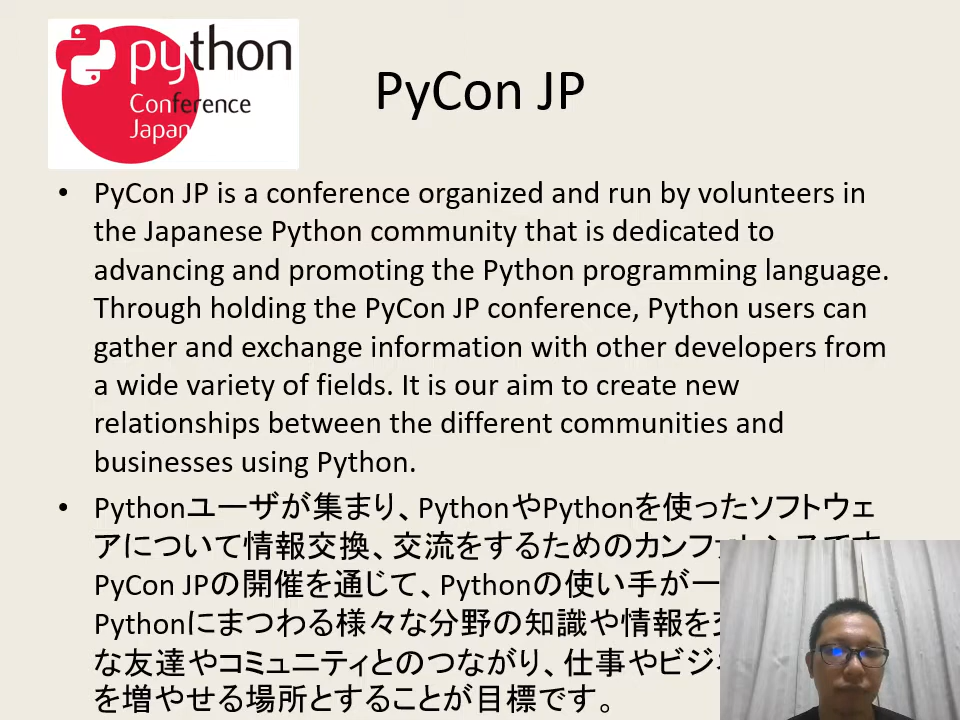 python
Conference
Japan
PyCon JP
• PyCon JP is a conference organized and run by volunteers in
the Japanese Python community that is dedicated to
advancing and promoting the Python programming language.
Through holding the PyCon JP conference, Python users can
gather and exchange information with other developers from
a wide variety of fields. It is our aim to create new
relationships between the different communities and
businesses using Python.
• Pythonユーザが集まり、PythonやPythonを使ったソフトウェ
アについて情報交換、交流をするためのカンファレンスです。
PyCon JPの開催を通じて、Pythonの使い手が一
Pythonにまつわる様々な分野の知識や情報を
な友達やコミュニティとのつながり、仕事やビジネ
を増やせる場所とすることが目標です。